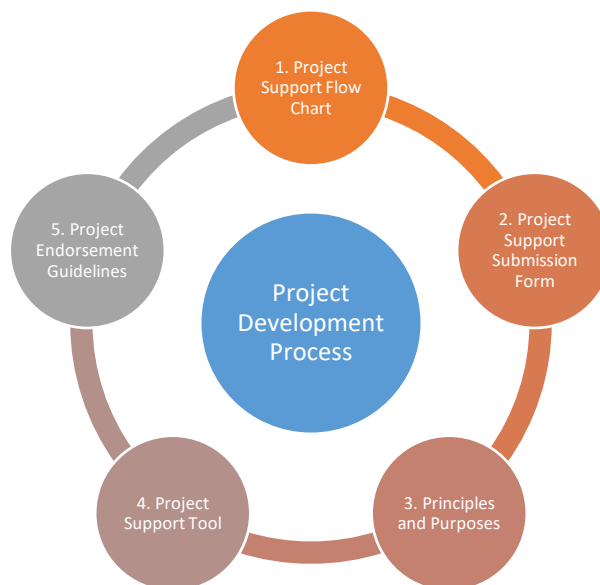 1. Project
Support Flow
Chart
2. Project
Support
Submission
Form
3. Principles
and Purposes
4. Project
Support Tool
5. Project
Endorsement
Guidelines
Project
Development
Process